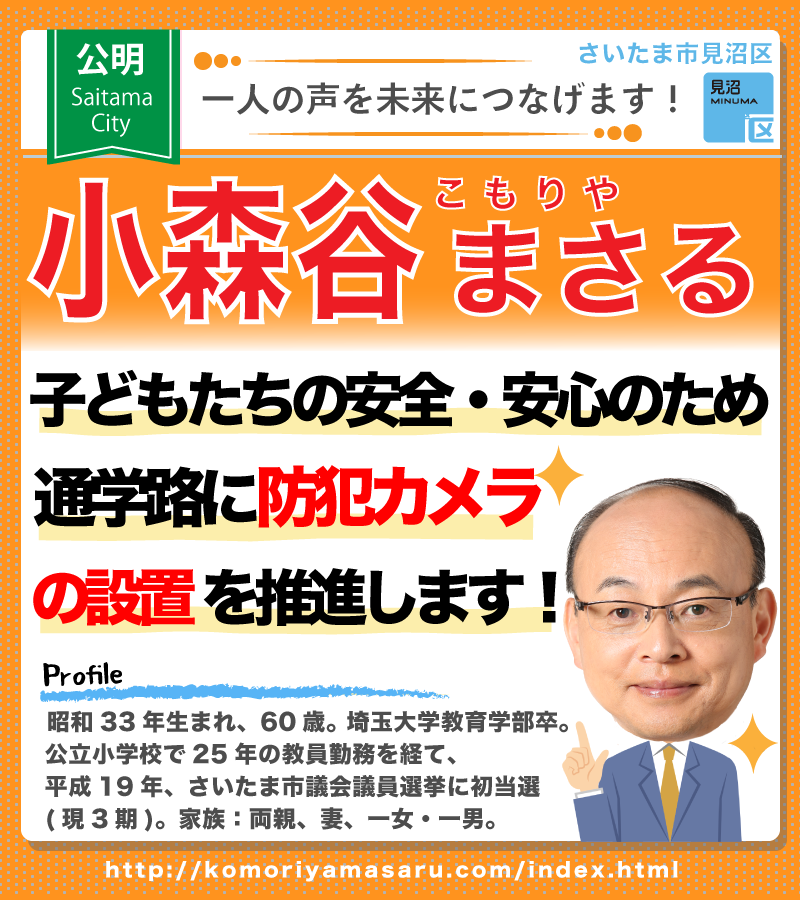 公明
Saitama
City
さいたま市見沼区
一人の声を未来につなげます！
見沼
MINUMA
区
こもりや
小森谷 まさる
子どもたちの安全・安心のため
通学路に防犯カメラ
の設置を推進します！
Profile
昭和33年生まれ、60歳。埼玉大学教育学部卒。
公立小学校で25年の教員勤務を経て、
平成19年、さいたま市議会議員選挙に初当選
(現3期)。家族：両親、妻、一女・一男。
http://komoriyamasaru.com/index.html